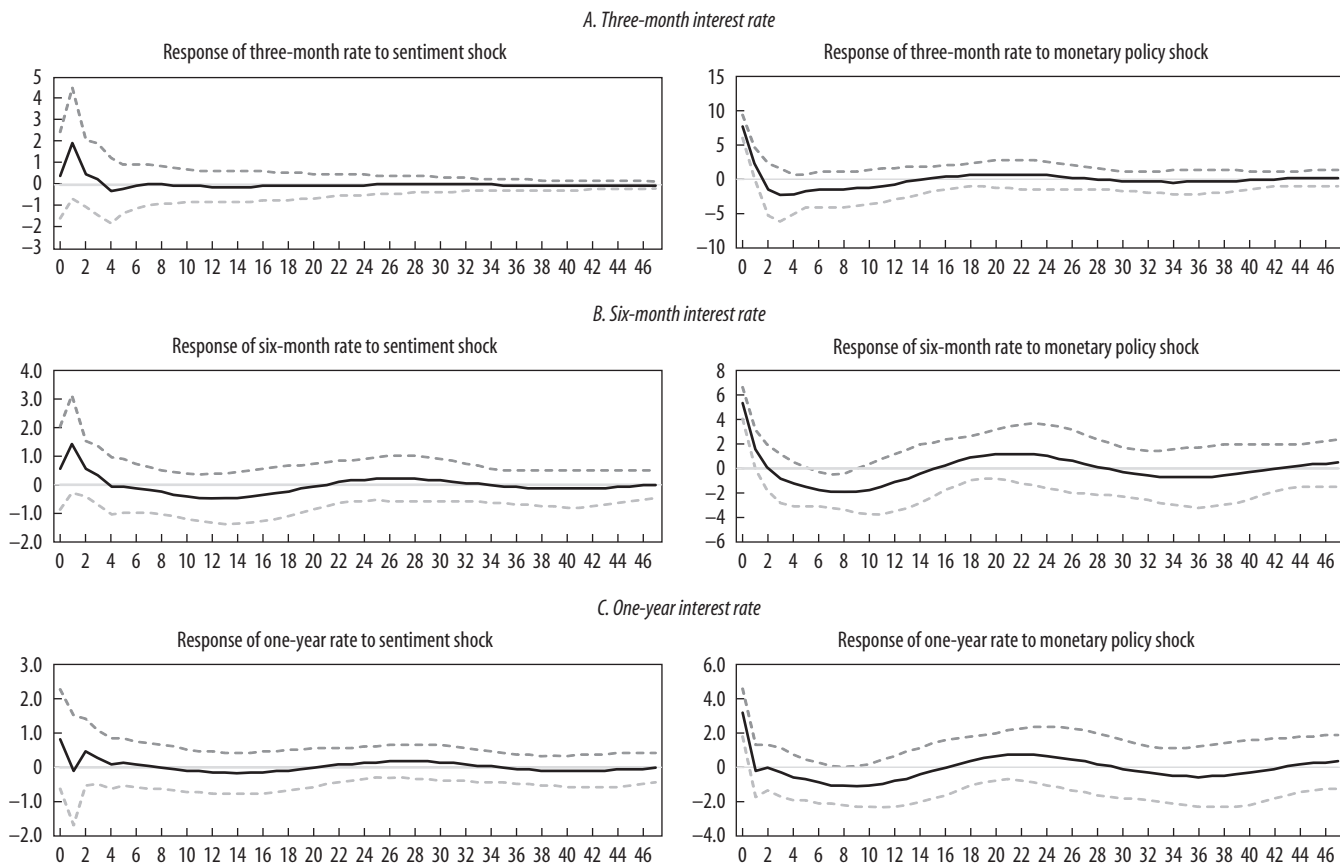 A. Three-month interest rate
Response of three-month rate to sentiment shock
5
4
3
2
1
0
−1
−2
−3
0 2 4 6 8 10 12 14 16 18 20 22 24 26 28 30 32 34 36 38 40 42 44 46
Response of three-month rate to monetary policy shock
15
10
5
0
−5
−10
0 2 4 6 8 10 12 14 16 18 20 22 24 26 28 30 32 34 36 38 40 42 44 46
B. Six-month interest rate
Response of six-month rate to sentiment shock
4.0
3.0
2.0
1.0
0
−1.0
−2.0
0 2 4 6 8 10 12 14 16 18 20 22 24 26 28 30 32 34 36 38 40 42 44 46
Response of six-month rate to monetary policy shock
8
6
4
2
0
−2
−4
−6
0 2 4 6 8 10 12 14 16 18 20 22 24 26 28 30 32 34 36 38 40 42 44 46
C. One-year interest rate
Response of one-year rate to sentiment shock
3.0
2.0
1.0
0
−1.0
−2.0
0 2 4 6 8 10 12 14 16 18 20 22 24 26 28 30 32 34 36 38 40 42 44 46
Response of one-year rate to monetary policy shock
6.0
4.0
2.0
0
−2.0
−4.0
0 2 4 6 8 10 12 14 16 18 20 22 24 26 28 30 32 34 36 38 40 42 44 46